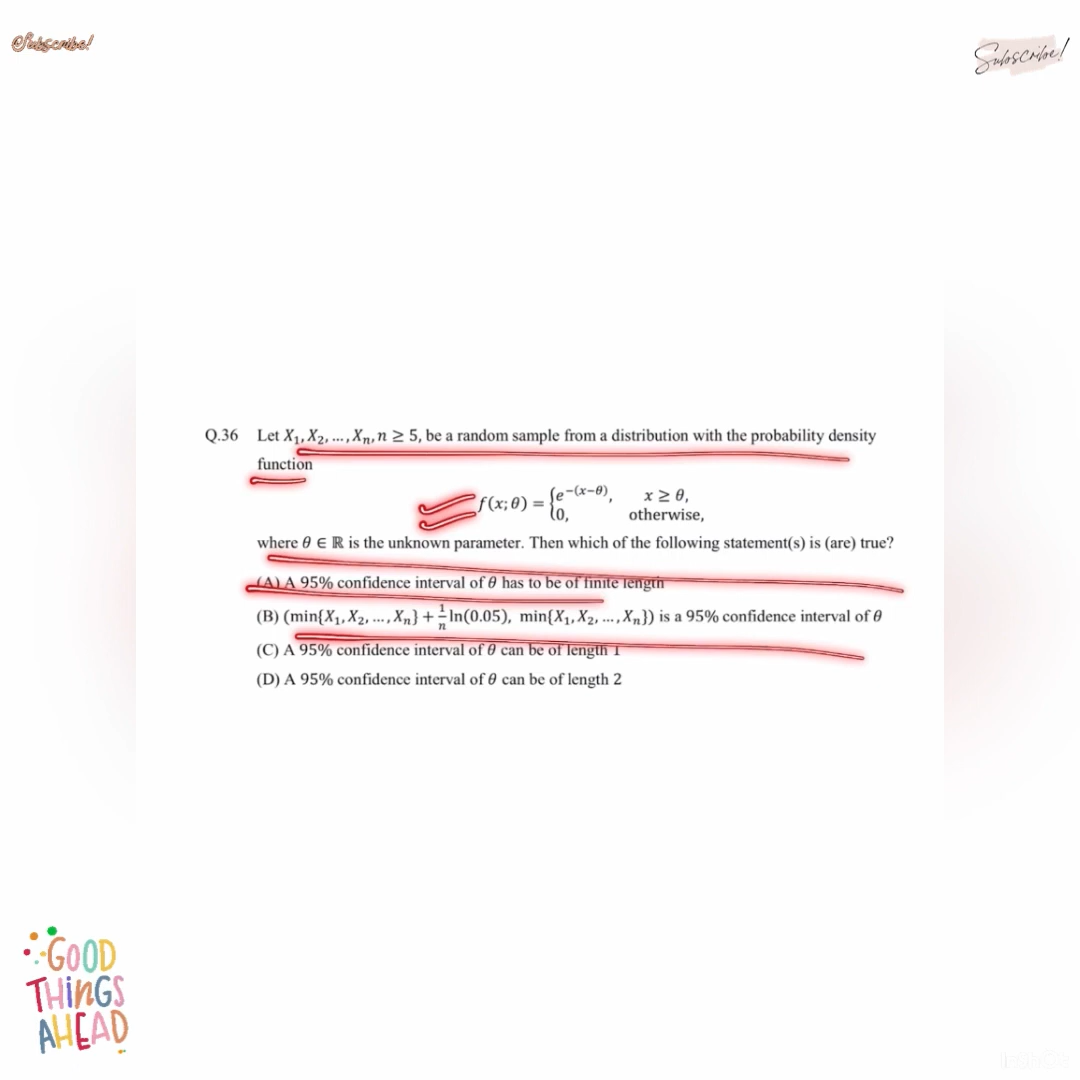 @Subscribe!
Subscribe!
Q.36 Let X₁, X₂, ..., Xₙ, n ≥ 5, be a random sample from a distribution with the probability density
function
f(x; θ) = {e^{-(x-θ)}, x ≥ θ,
0, otherwise,
where θ ∈ ℝ is the unknown parameter. Then which of the following statement(s) is (are) true?
(A) A 95% confidence interval of θ has to be of finite length
(B) (min{X₁, X₂, ..., Xₙ} + 1/n ln(0.05), min{X₁, X₂, ..., Xₙ}) is a 95% confidence interval of θ
(C) A 95% confidence interval of θ can be of length 1
(D) A 95% confidence interval of θ can be of length 2
GOOD
THiNGS
AHEAD